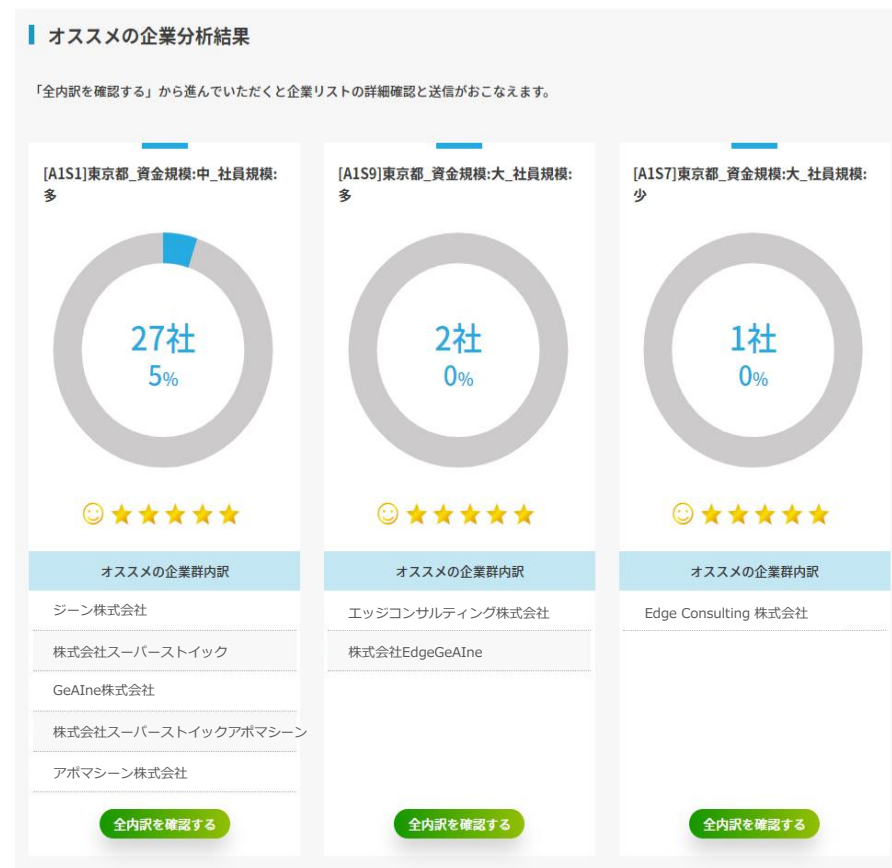 オススメの企業分析結果
「全内訳を確認する」から進んでいただくと企業リストの詳細確認と送信がおこなえます。
[A1S1]東京都_資金規模:中_社員規模:
多
27社
5%
オススメの企業群内訳
ジーン株式会社
株式会社スーパーストイック
GeAIne株式会社
株式会社スーパーストイックアポマシーン
アポマシーン株式会社
全内訳を確認する
[A1S9]東京都_資金規模:大_社員規模:
多
2社
0%
オススメの企業群内訳
エッジコンサルティング株式会社
株式会社EdgeGeAIne
全内訳を確認する
[A1S7]東京都_資金規模:大_社員規模:
少
1社
0%
オススメの企業群内訳
Edge Consulting 株式会社
全内訳を確認する